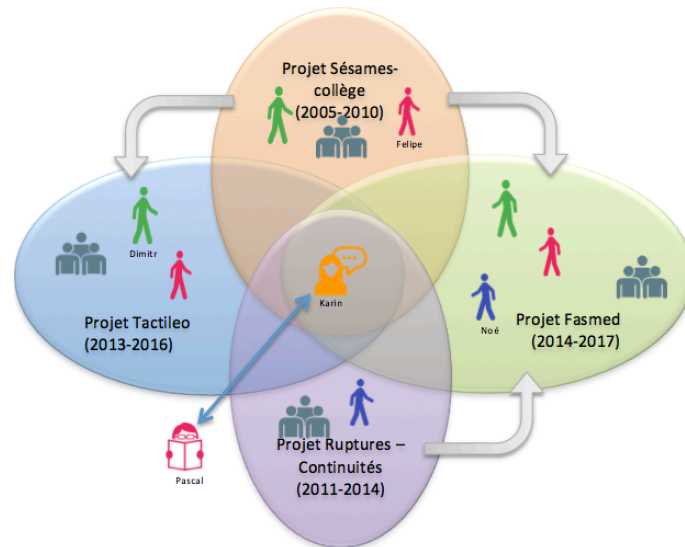 Projet Sésames-
collège
(2005-2010)
Felipe
Dimitr
Karin
Noé
Projet Tactileo
(2013-2016)
Projet Fasmed
(2014-2017)
Projet Ruptures –
Continuités
(2011-2014)
Pascal